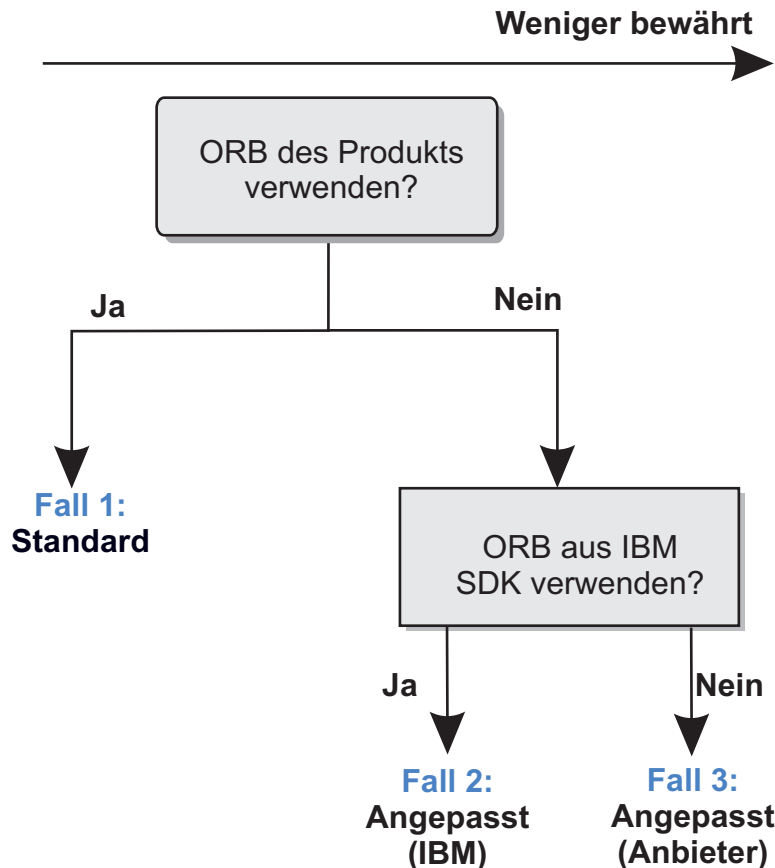 Weniger bewährt
ORB des Produkts
verwenden?
Ja
Nein
Fall 1:
Standard
ORB aus IBM
SDK verwenden?
Ja
Nein
Fall 2:
Angepasst
(IBM)
Fall 3:
Angepasst
(Anbieter)